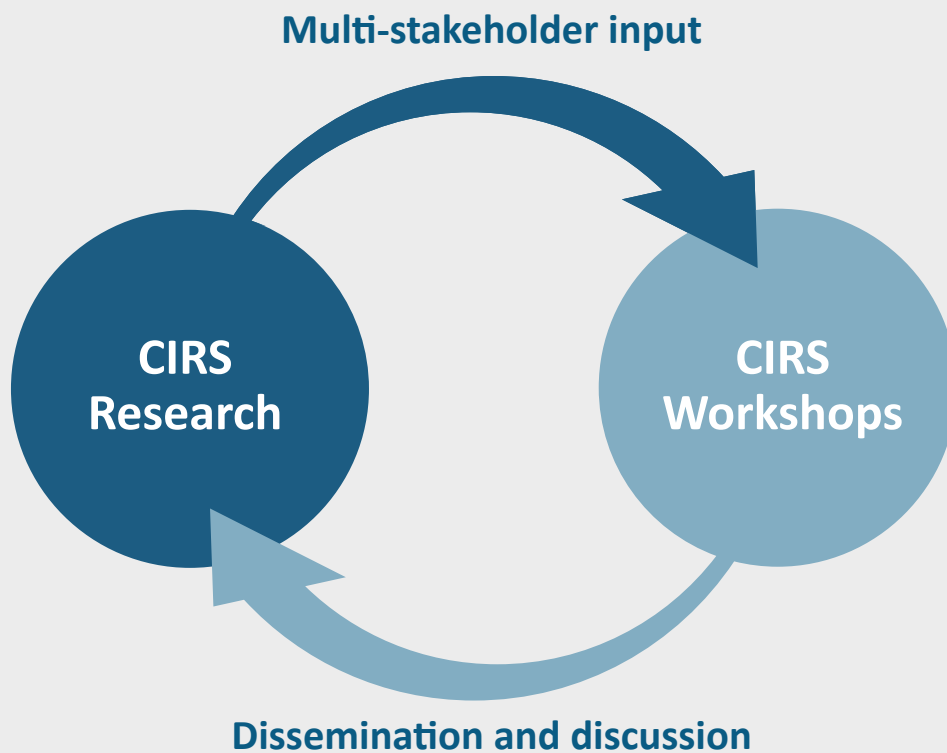 Multi-stakeholder input
CIRS
Research
CIRS
Workshops
Dissemination and discussion